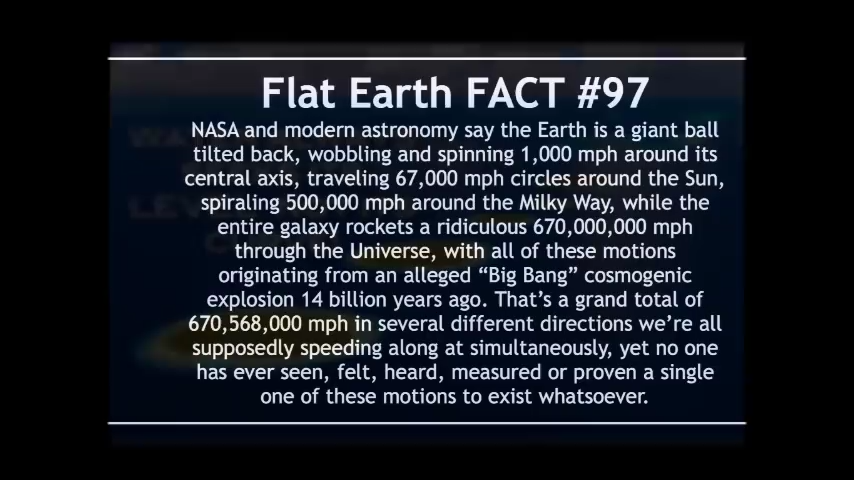 Flat Earth FACT #97
NASA and modern astronomy say the Earth is a giant ball
tilted back, wobbling and spinning 1,000 mph around its
central axis, traveling 67,000 mph circles around the Sun,
spiraling 500,000 mph around the Milky Way, while the
entire galaxy rockets a ridiculous 670,000,000 mph
through the Universe, with all of these motions
originating from an alleged “Big Bang” cosmogenic
explosion 14 billion years ago. That’s a grand total of
670,568,000 mph in several different directions we’re all
supposedly speeding along at simultaneously, yet no one
has ever seen, felt, heard, measured or proven a single
one of these motions to exist whatsoever.